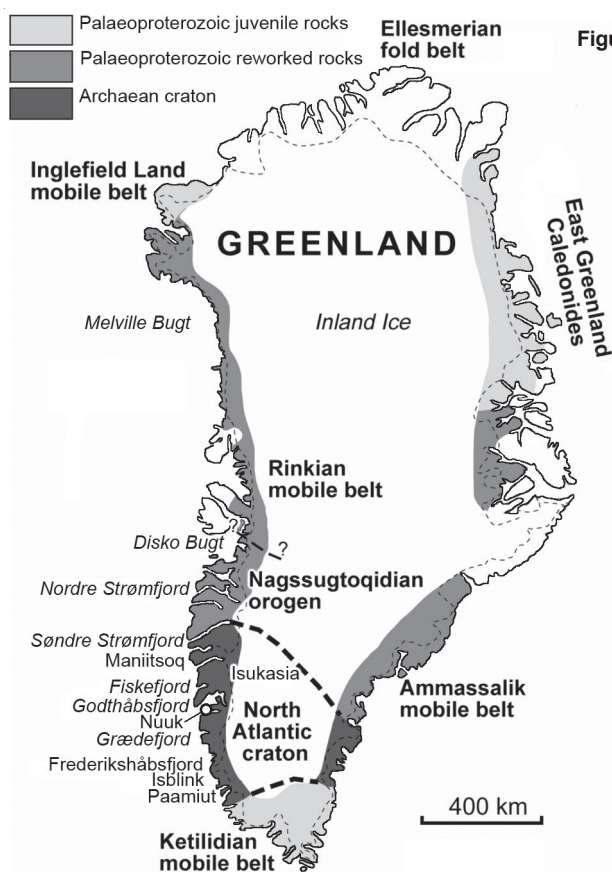 Palaeoproterozoic juvenile rocks
Palaeoproterozoic reworked rocks
Archaean craton
Ellesmerian
fold belt
Figu
Inglefield Land
mobile belt
GREENLAND
East Greenland
Caledonides
Melville Bugt
Inland Ice
Rinkian
mobile belt
?
Disko Bugt
?
Nagssugtoqidian
orogen
Nordre Strømfjord
Søndre Strømfjord
Maniitsoq
Isukasia
Fiskefjord
Godthåbsfjord
Nuuk
Grædefjord
North
Atlantic
craton
Ammassalik
mobile belt
Frederikshåbsfjord
Isblink
Paamiut
400 km
Ketilidian
mobile belt